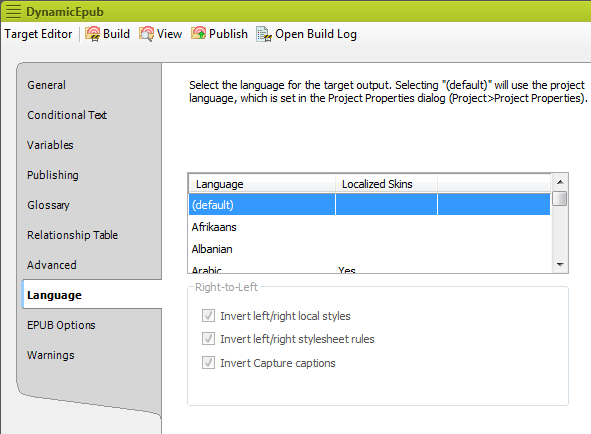 DynamicEpub
Target Editor Build View Publish Open Build Log
General
Conditional Text
Variables
Publishing
Glossary
Relationship Table
Advanced
Language
EPUB Options
Warnings
Select the language for the target output. Selecting "(default)" will use the project
language, which is set in the Project Properties dialog (Project>Project Properties).
Language Localized Skins
(default)
Afrikaans
Albanian
Arabic Yes
Right-to-Left
Invert left/right local styles
Invert left/right stylesheet rules
Invert Capture captions